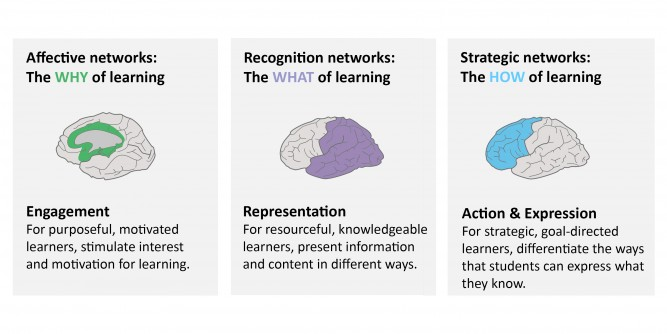 Affective networks:
The WHY of learning
Engagement
For purposeful, motivated
learners, stimulate interest
and motivation for learning.
Recognition networks:
The WHAT of learning
Representation
For resourceful, knowledgeable
learners, present information
and content in different ways.
Strategic networks:
The HOW of learning
Action & Expression
For strategic, goal-directed
learners, differentiate the ways
that students can express what
they know.